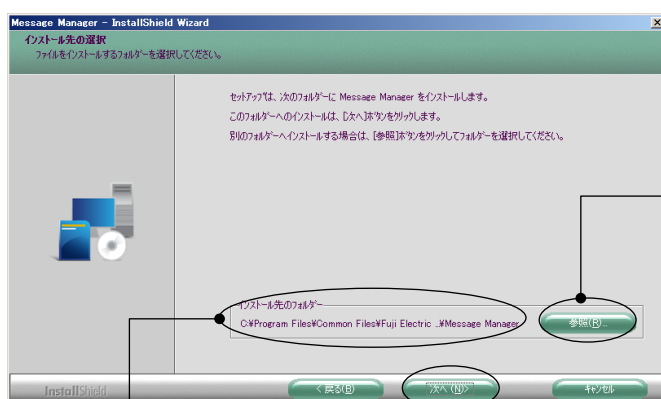 Message Manager - InstallShield Wizard
インストール先の選択
ファイルをインストールするフォルダーを選択してください。
セットアップは、次のフォルダーに Message Manager をインストールします。
このフォルダーへのインストールは、[次へ]ボタンをクリックします。
別のフォルダーへインストールする場合は、[参照]ボタンをクリックしてフォルダーを選択してください。
インストール先のフォルダー
C:¥Program Files¥Common Files¥Fuji Electric ..¥Message Manager
参照(R)...
InstallShield
< 戻る(B)
次へ (N)>
キャンセル